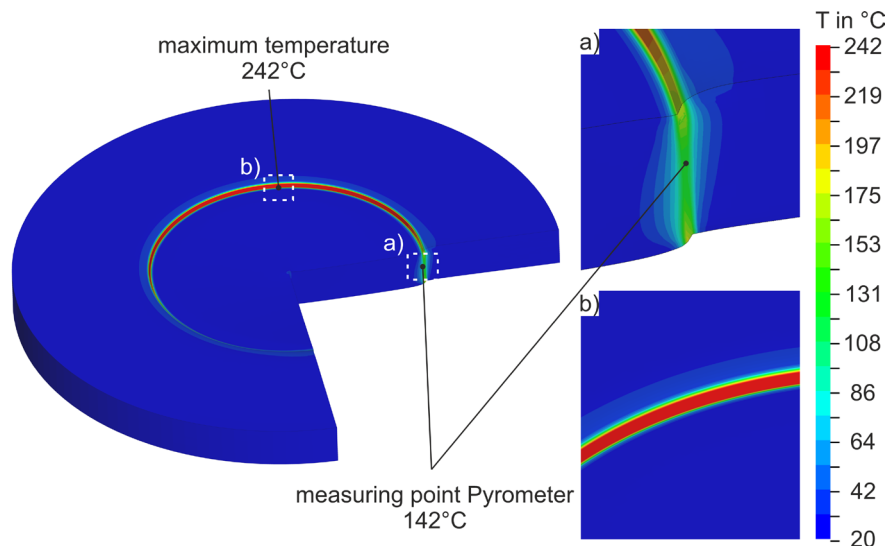 maximum temperature
242°C
b)
a)
measuring point Pyrometer
142°C
a)
b)
T in °C
242
219
197
175
153
131
108
86
64
42
20